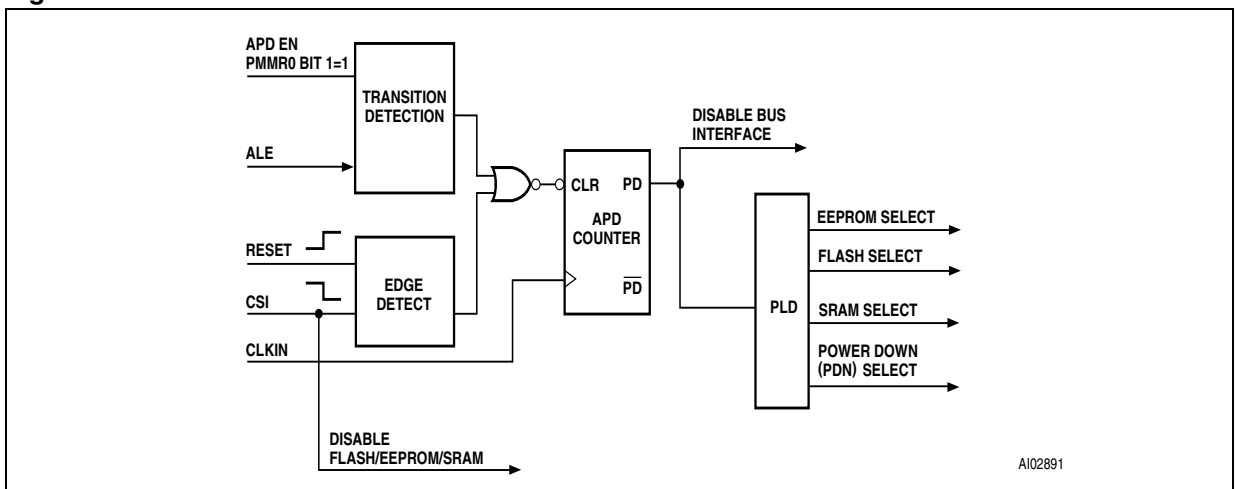 APD EN
PMMR0 BIT 1=1
TRANSITION
DETECTION
ALE
DISABLE BUS
INTERFACE
CLR
PD
APD
COUNTER
PD
RESET
CSI
EDGE
DETECT
CLKIN
PLD
EEPROM SELECT
FLASH SELECT
SRAM SELECT
POWER DOWN
(PDN) SELECT
DISABLE
FLASH/EEPROM/SRAM
AI02891